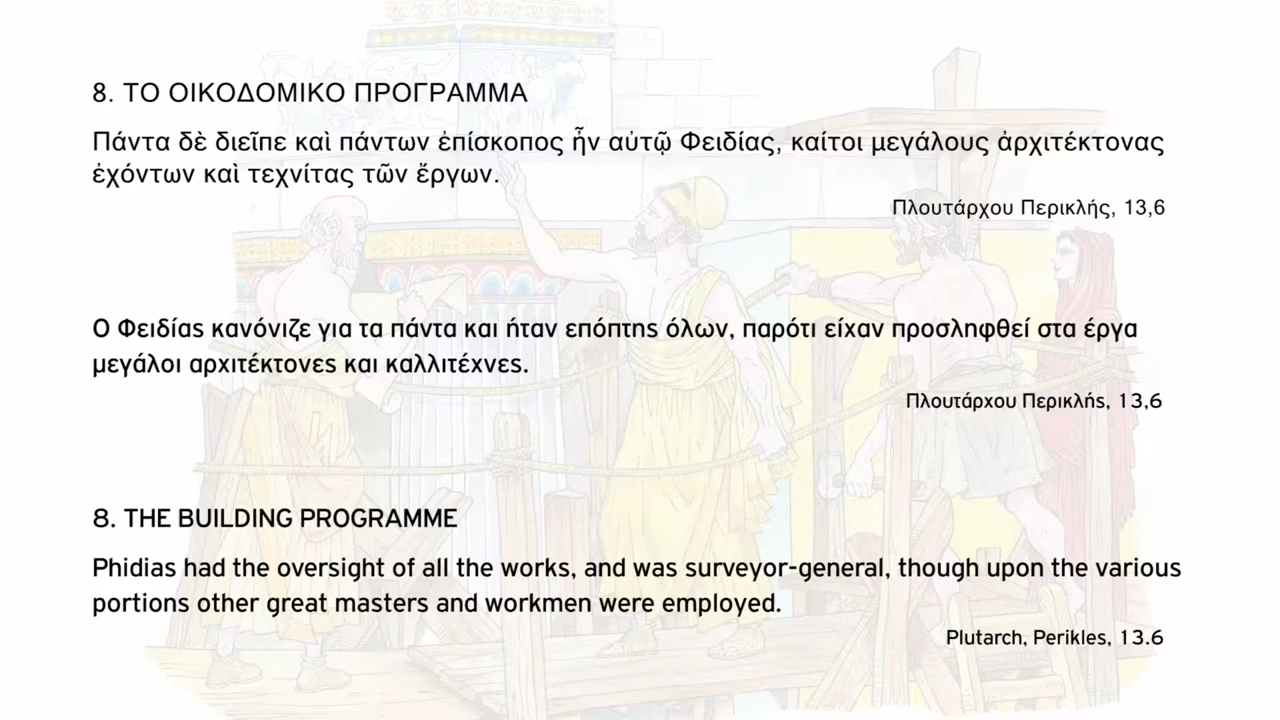 8. ΤΟ ΟΙΚΟΔΟΜΙΚΟ ΠΡΟΓΡΑΜΜΑ
Πάντα δὲ διεῖπε καὶ πάντων ἐπίσκοπος ἦν αὐτῷ Φειδίας, καίτοι μεγάλους ἀρχιτέκτονας
ἐχόντων καὶ τεχνίτας τῶν ἔργων.
Πλουτάρχου Περικλής, 13,6
Ο Φειδίας κανόνιζε για τα πάντα και ήταν επόπτης όλων, παρότι είχαν προσληφθεί στα έργα
μεγάλοι αρχιτέκτονες και καλλιτέχνες.
Πλουτάρχου Περικλής, 13,6
8. THE BUILDING PROGRAMME
Phidias had the oversight of all the works, and was surveyor-general, though upon the various
portions other great masters and workmen were employed.
Plutarch, Perikles, 13.6